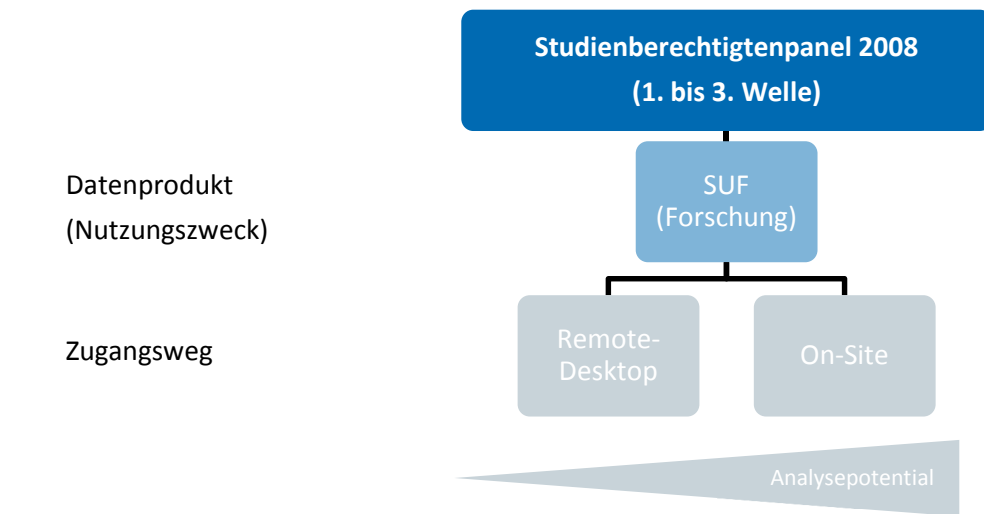 Studienberechtigtenpanel 2008
(1. bis 3. Welle)
Datenprodukt
(Nutzungszweck)
SUF
(Forschung)
Zugangsweg
Remote-
Desktop
On-Site
Analysepotential